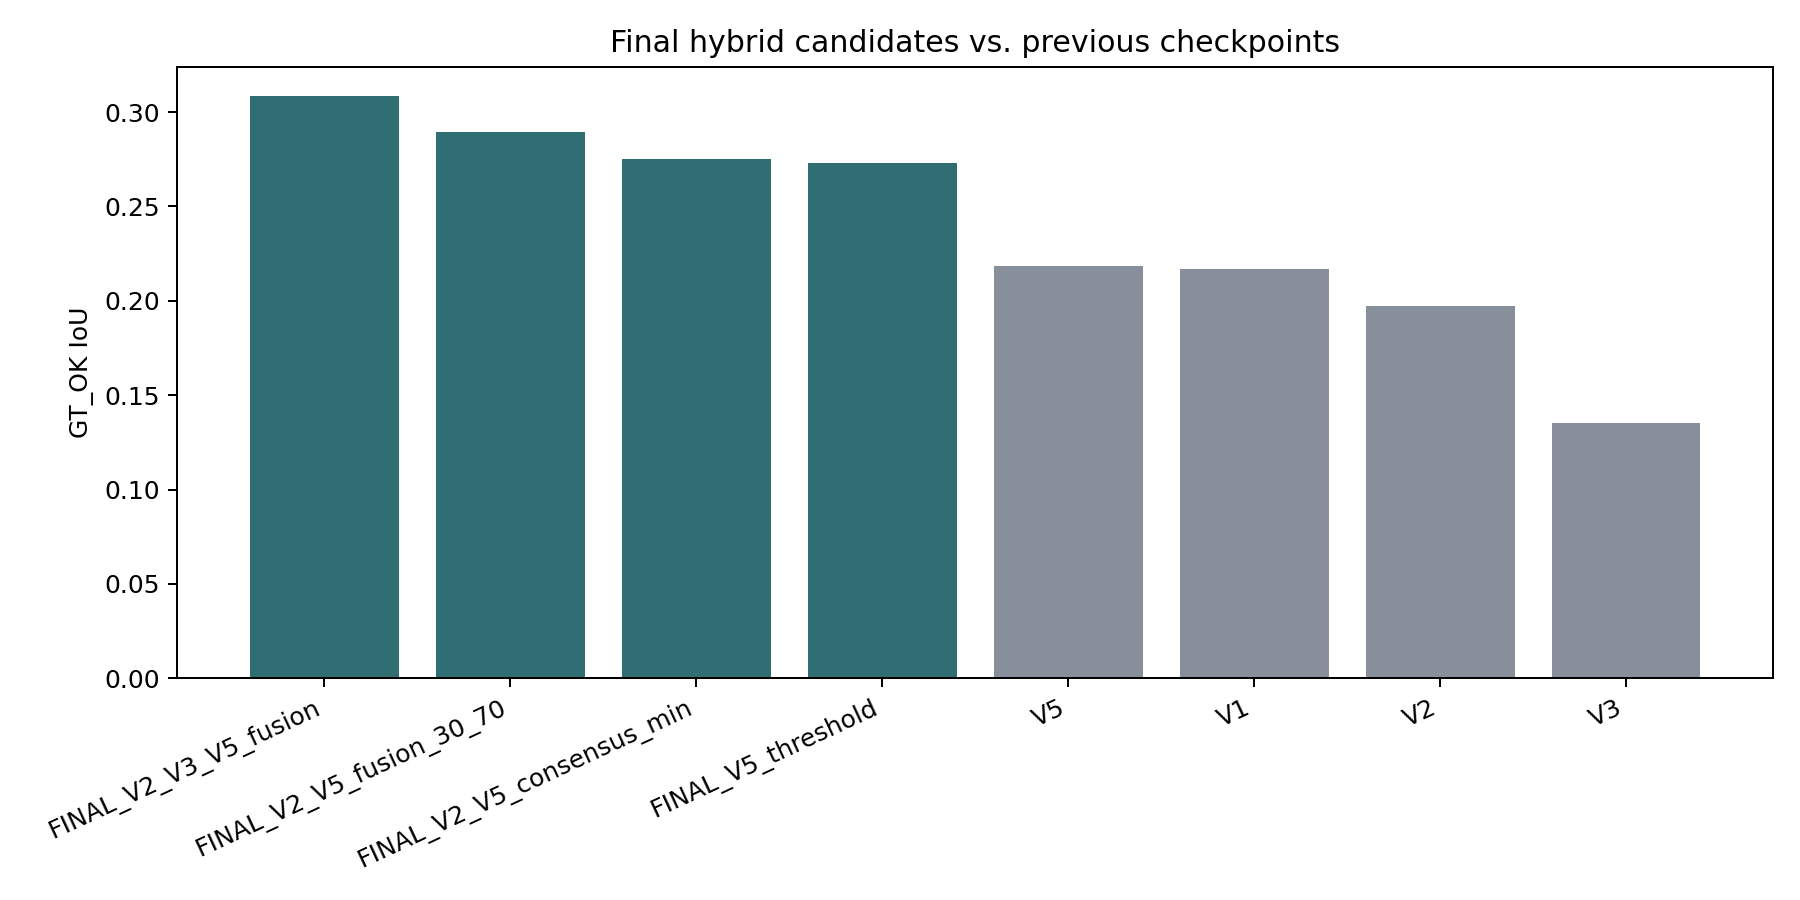 Final hybrid candidates vs. previous checkpoints
GT_OK IoU
0.30
0.25
0.20
0.15
0.10
0.05
0.00
FINAL_V2_V3_V5_fusion
FINAL_V2_V5_fusion_30_70
FINAL_V2_V5_consensus_min
FINAL_V5_threshold
V5
V1
V2
V3